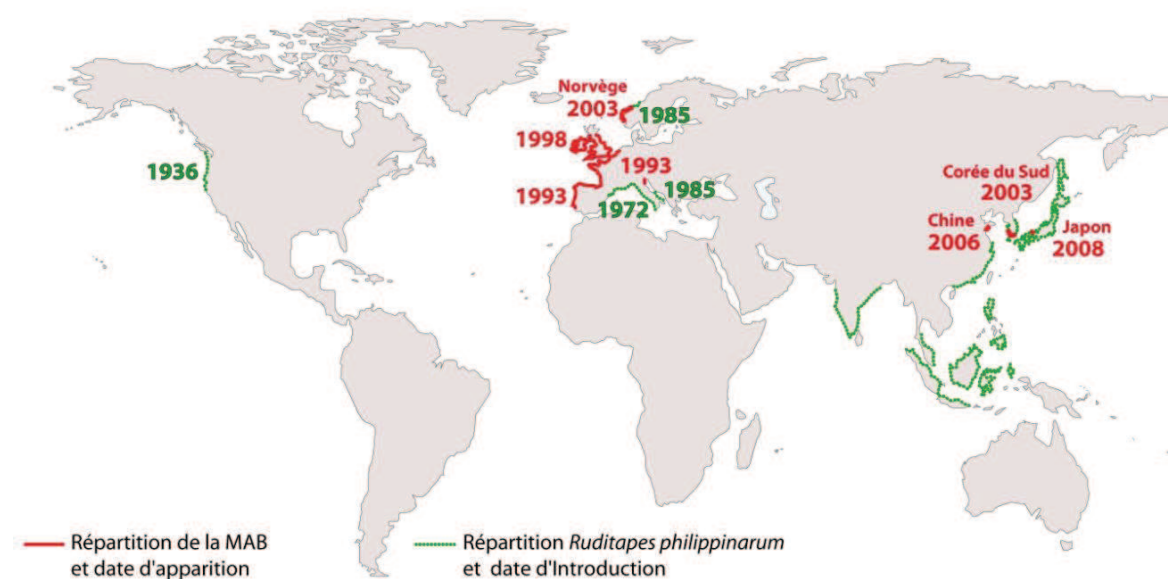 Norvège
2003
1985
1998
1936
1993
1993
1985
1972
Corée du Sud
2003
Chine
2006
Japon
2008
Répartition de la MAB
et date d'apparition
Répartition Ruditapes philippinarum
et date d'Introduction